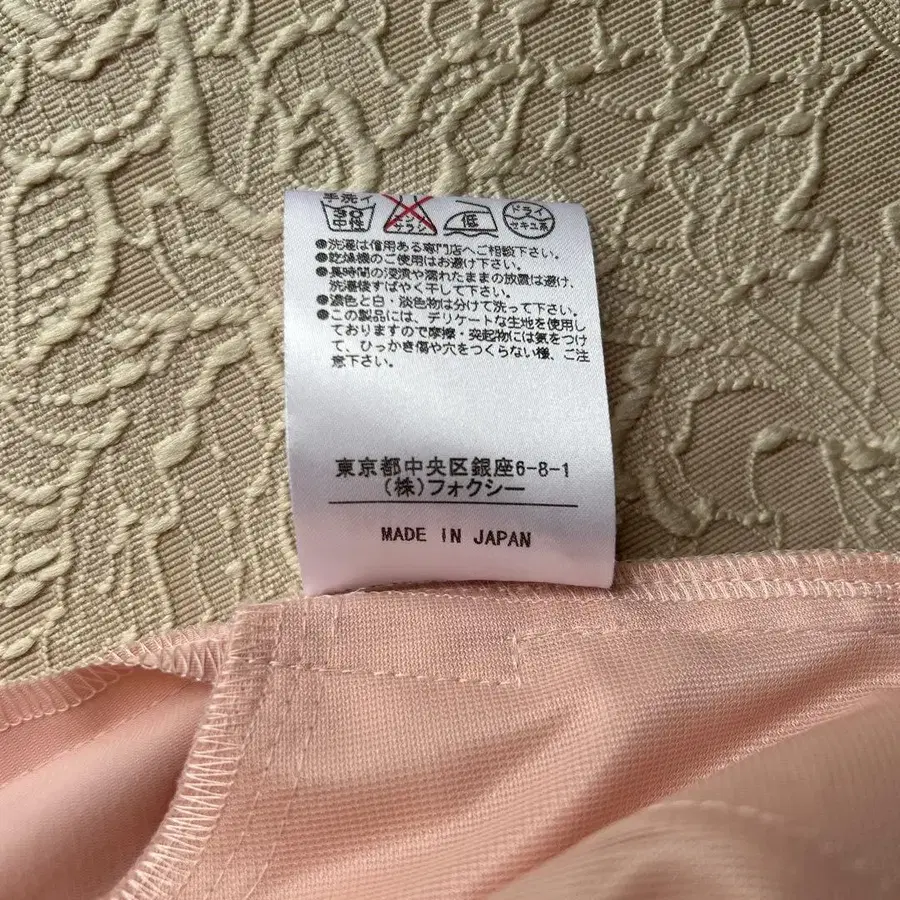 手洗イ
30
中性
エンソ
サラシ
低
ドライ
セキユ系
●洗濯は信用ある専門店へご相談下さい。
●乾燥機のご使用はお避け下さい。
●長時間の浸漬や濡れたままの放置は避け、
洗濯後すばやく干して下さい。
●濃色と白・淡色物は分けて洗って下さい。
●この製品には、デリケートな生地を使用し
ておりますので摩擦・突起物には気をつけ
て、ひっかき傷や穴をつくらない様、ご注
意下さい。
東京都中央区銀座6-8-1
(株)フォクシー
MADE IN JAPAN